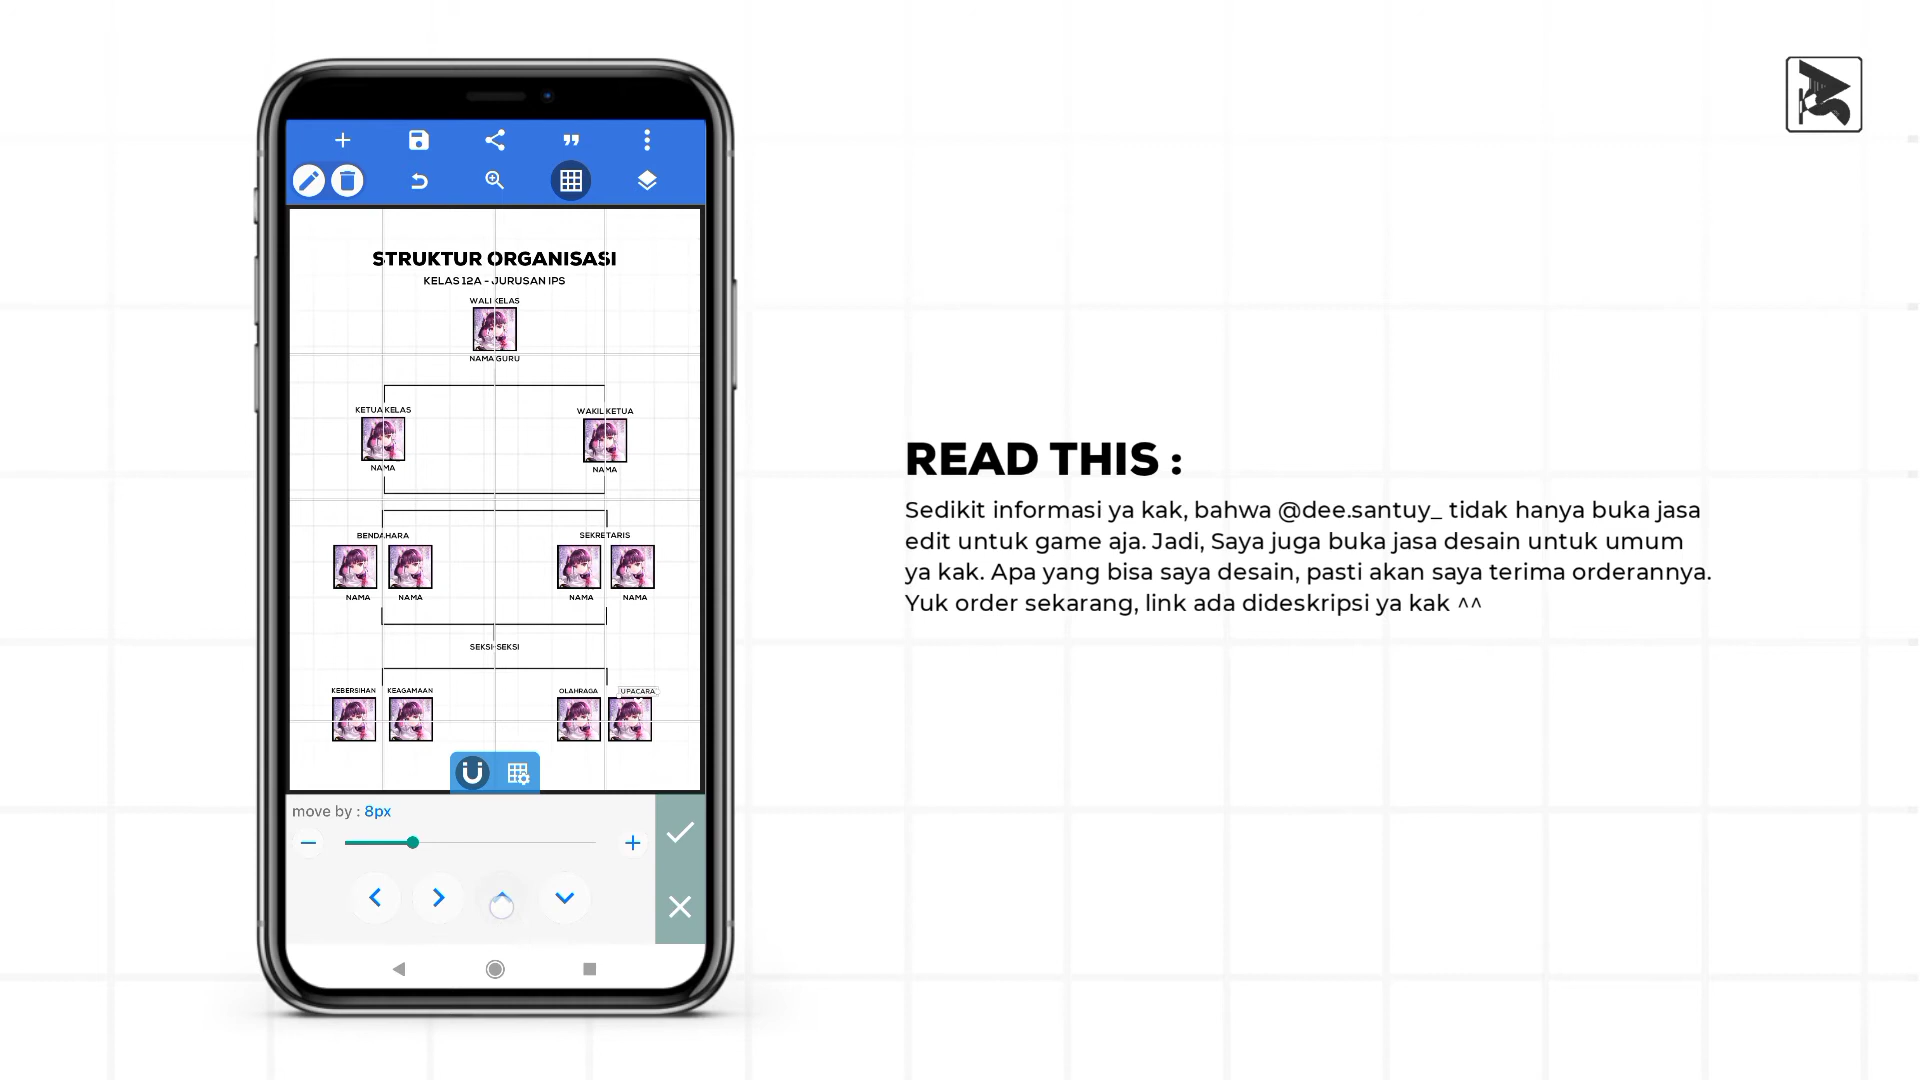 STRUKTUR ORGANISASI
KELAS 12A - JURUSAN IPS
WALI KELAS
NAMA GURU
KETUA KELAS
WAKIL KETUA
NAMA
NAMA
BENDAHARA
SEKRETARIS
NAMA
NAMA
NAMA
NAMA
SEKSI-SEKSI
KEBERSIHAN
KEAGAMAAN
OLAHRAGA
UPACARA
move by : 8px
READ THIS :
Sedikit informasi ya kak, bahwa @dee.santuy_ tidak hanya buka jasa
edit untuk game aja. Jadi, Saya juga buka jasa desain untuk umum
ya kak. Apa yang bisa saya desain, pasti akan saya terima orderannya.
Yuk order sekarang, link ada dideskripsi ya kak ^^